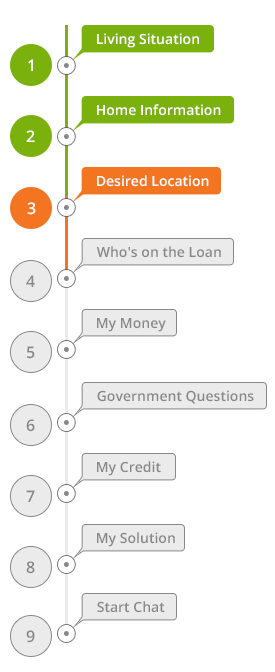 1 Living Situation
2 Home Information
3 Desired Location
4 Who's on the Loan
5 My Money
6 Government Questions
7 My Credit
8 My Solution
9 Start Chat